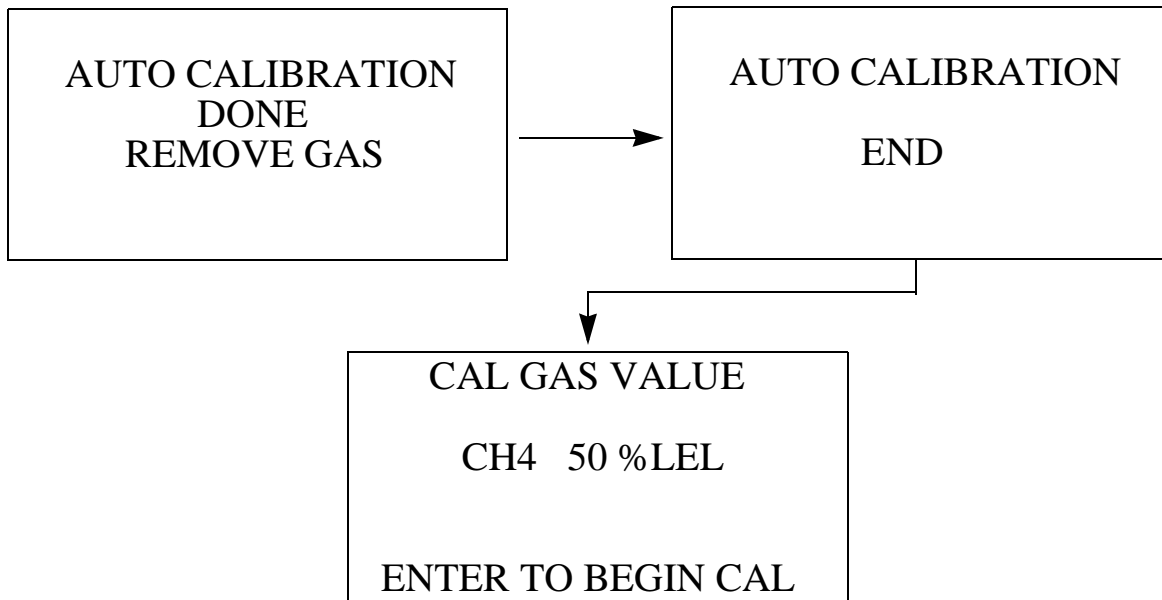 AUTO CALIBRATION
DONE
REMOVE GAS
AUTO CALIBRATION
END
CAL GAS VALUE
CH4 50 %LEL
ENTER TO BEGIN CAL